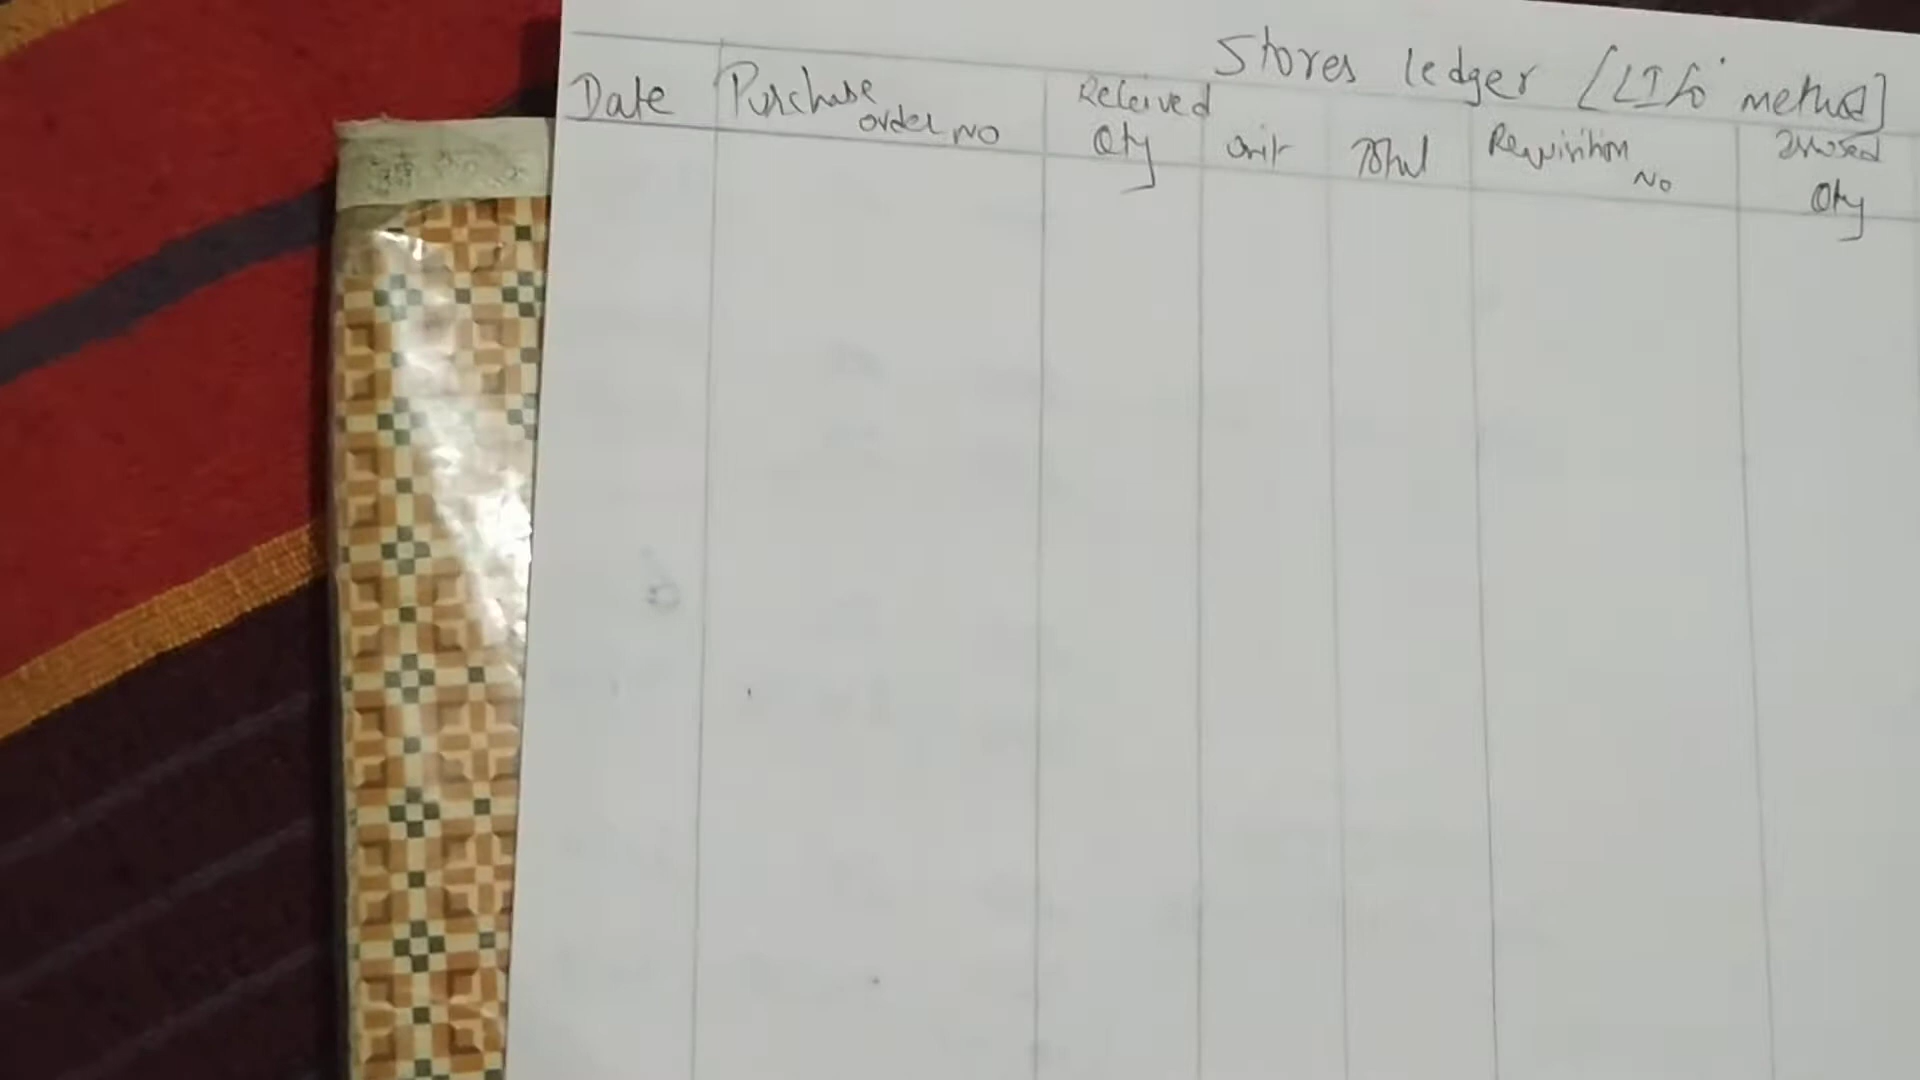 Stores ledger [LIfo method]
Date
Purchase
order No
Received
Qty
unit
Total
Requisition
No
Issued
Qty